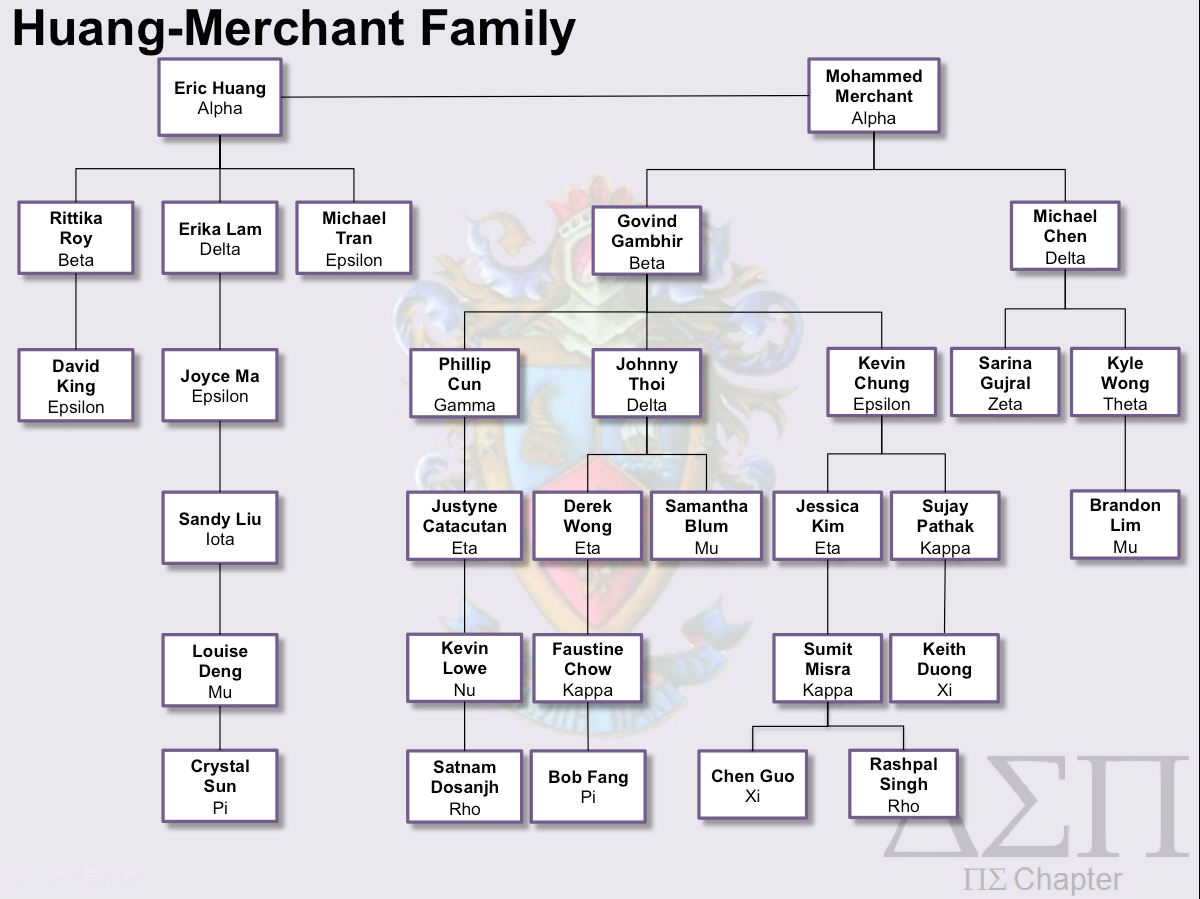 Huang-Merchant Family
Eric Huang
Alpha
Mohammed
Merchant
Alpha
Rittika
Roy
Beta
Erika Lam
Delta
Michael
Tran
Epsilon
Govind
Gambhir
Beta
Michael
Chen
Delta
David
King
Epsilon
Joyce Ma
Epsilon
Phillip
Cun
Gamma
Johnny
Thoi
Delta
Kevin
Chung
Epsilon
Sarina
Gujral
Zeta
Kyle
Wong
Theta
Sandy Liu
Iota
Justyne
Catacutan
Eta
Derek
Wong
Eta
Samantha
Blum
Mu
Jessica
Kim
Eta
Sujay
Pathak
Kappa
Brandon
Lim
Mu
Louise
Deng
Mu
Kevin
Lowe
Nu
Faustine
Chow
Kappa
Sumit
Misra
Kappa
Keith
Duong
Xi
Crystal
Sun
Pi
Satnam
Dosanjh
Rho
Bob Fang
Pi
Chen Guo
Xi
Rashpal
Singh
Rho
ΔΣΠ
ΠΣ Chapter